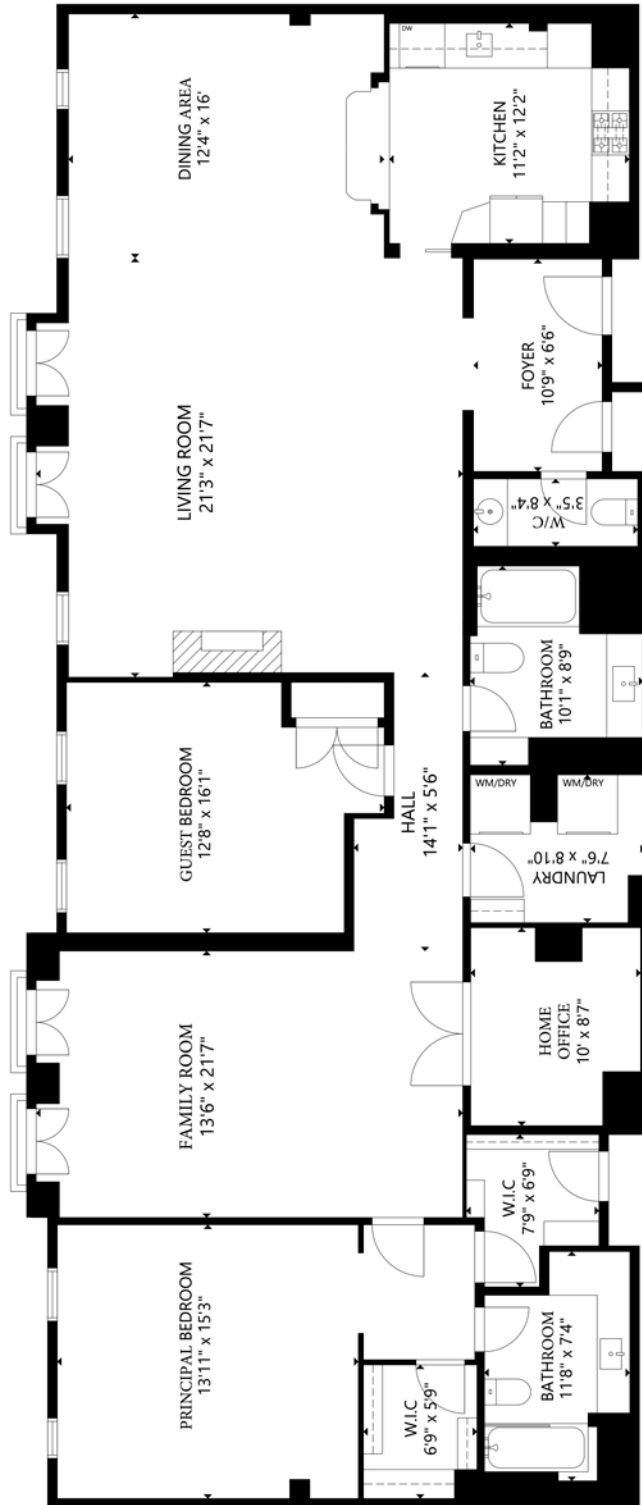 DINING AREA
12'4" x 16'
DW
KITCHEN
11'2" x 12'2"
LIVING ROOM
21'3" x 21'7"
FOYER
10'9" x 6'6"
W/C
3'5" x 8'4"
BATHROOM
10'1" x 8'9"
GUEST BEDROOM
12'8" x 16'1"
HALL
14'1" x 5'6"
WM/DRY
WM/DRY
LAUNDRY
7'6" x 8'10"
FAMILY ROOM
13'6" x 21'7"
HOME
OFFICE
10' x 8'7"
W.I.C
7'9" x 6'9"
PRINCIPAL BEDROOM
13'11" x 15'3"
W.I.C
6'9" x 5'9"
BATHROOM
11'8" x 7'4"